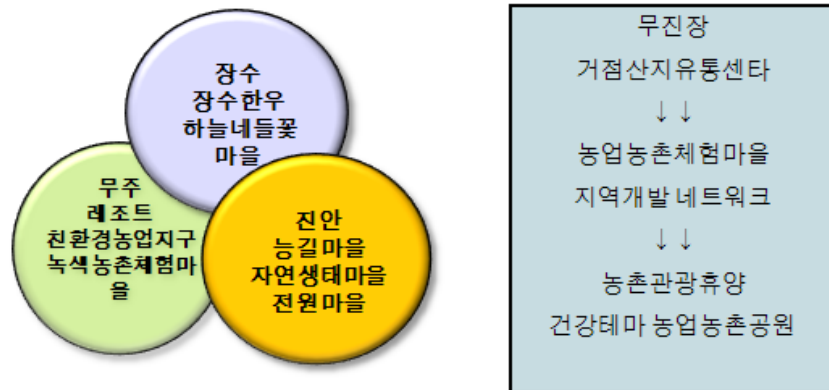 장수
장수한우
하늘네들꽃
마을
무주
레조트
친환경농업지구
녹색농촌체험마
을
진안
능길마을
자연생태마을
전원마을
무진장
거점산지유통센타
↓ ↓
농업농촌체험마을
지역개발 네트워크
↓ ↓
농촌관광휴양
건강테마 농업농촌공원